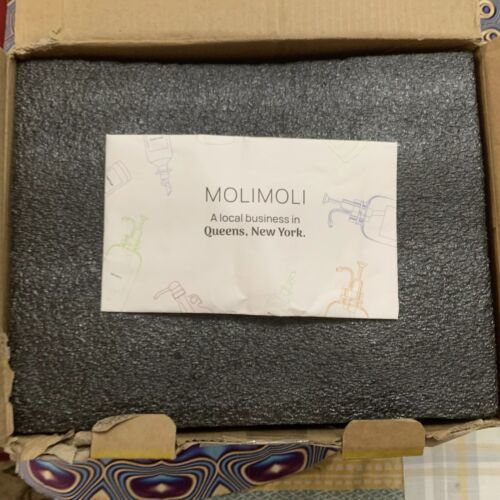 MOLIMOLI
A local business in
Queens, New York.